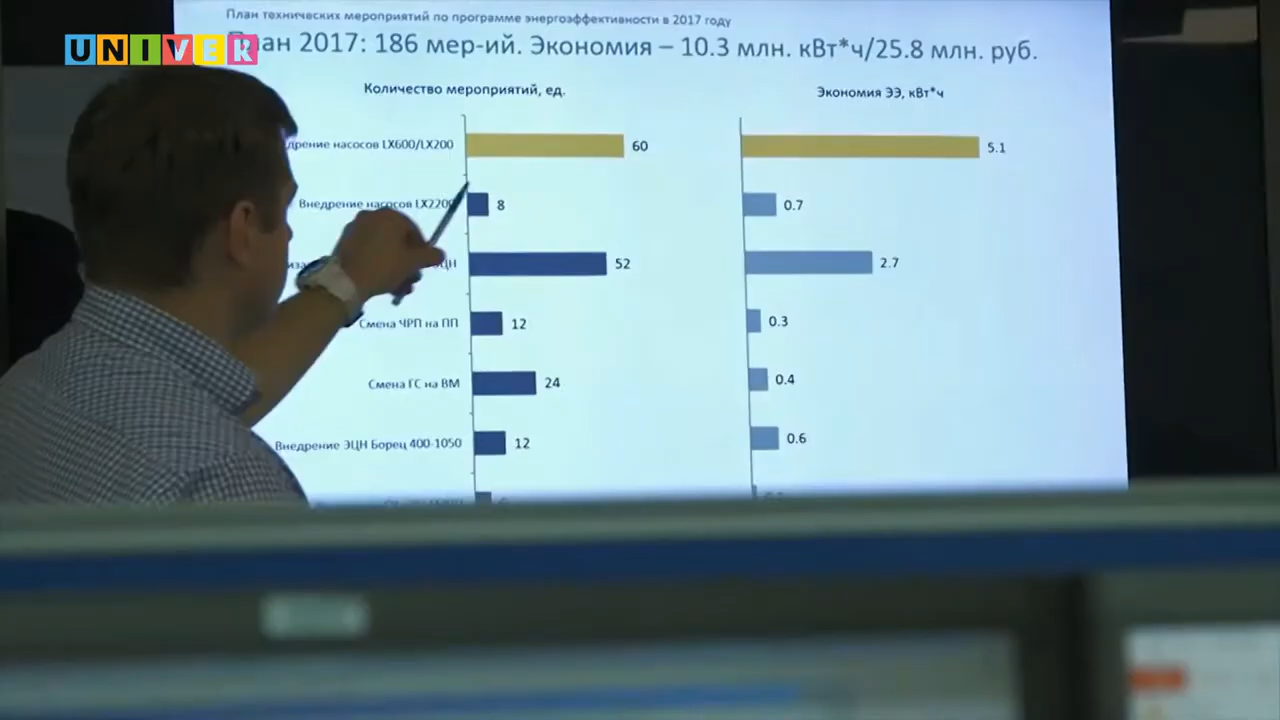 План технических мероприятий по программе энергоэффективности в 2017 году
UNIVER
План 2017: 186 мер-ий. Экономия – 10.3 млн. кВт*ч/25.8 млн. руб.
Количество мероприятий, ед.
Экономия ЭЭ, кВт*ч
насосов LX600/LX200
60
5.1
Внедрение насосов LX2200
8
0.7
52
2.7
Смена ЧРП на ПП
12
0.3
Смена ГС на ВМ
24
0.4
Внедрение ЭЦН Борец 400-1050
12
0.6